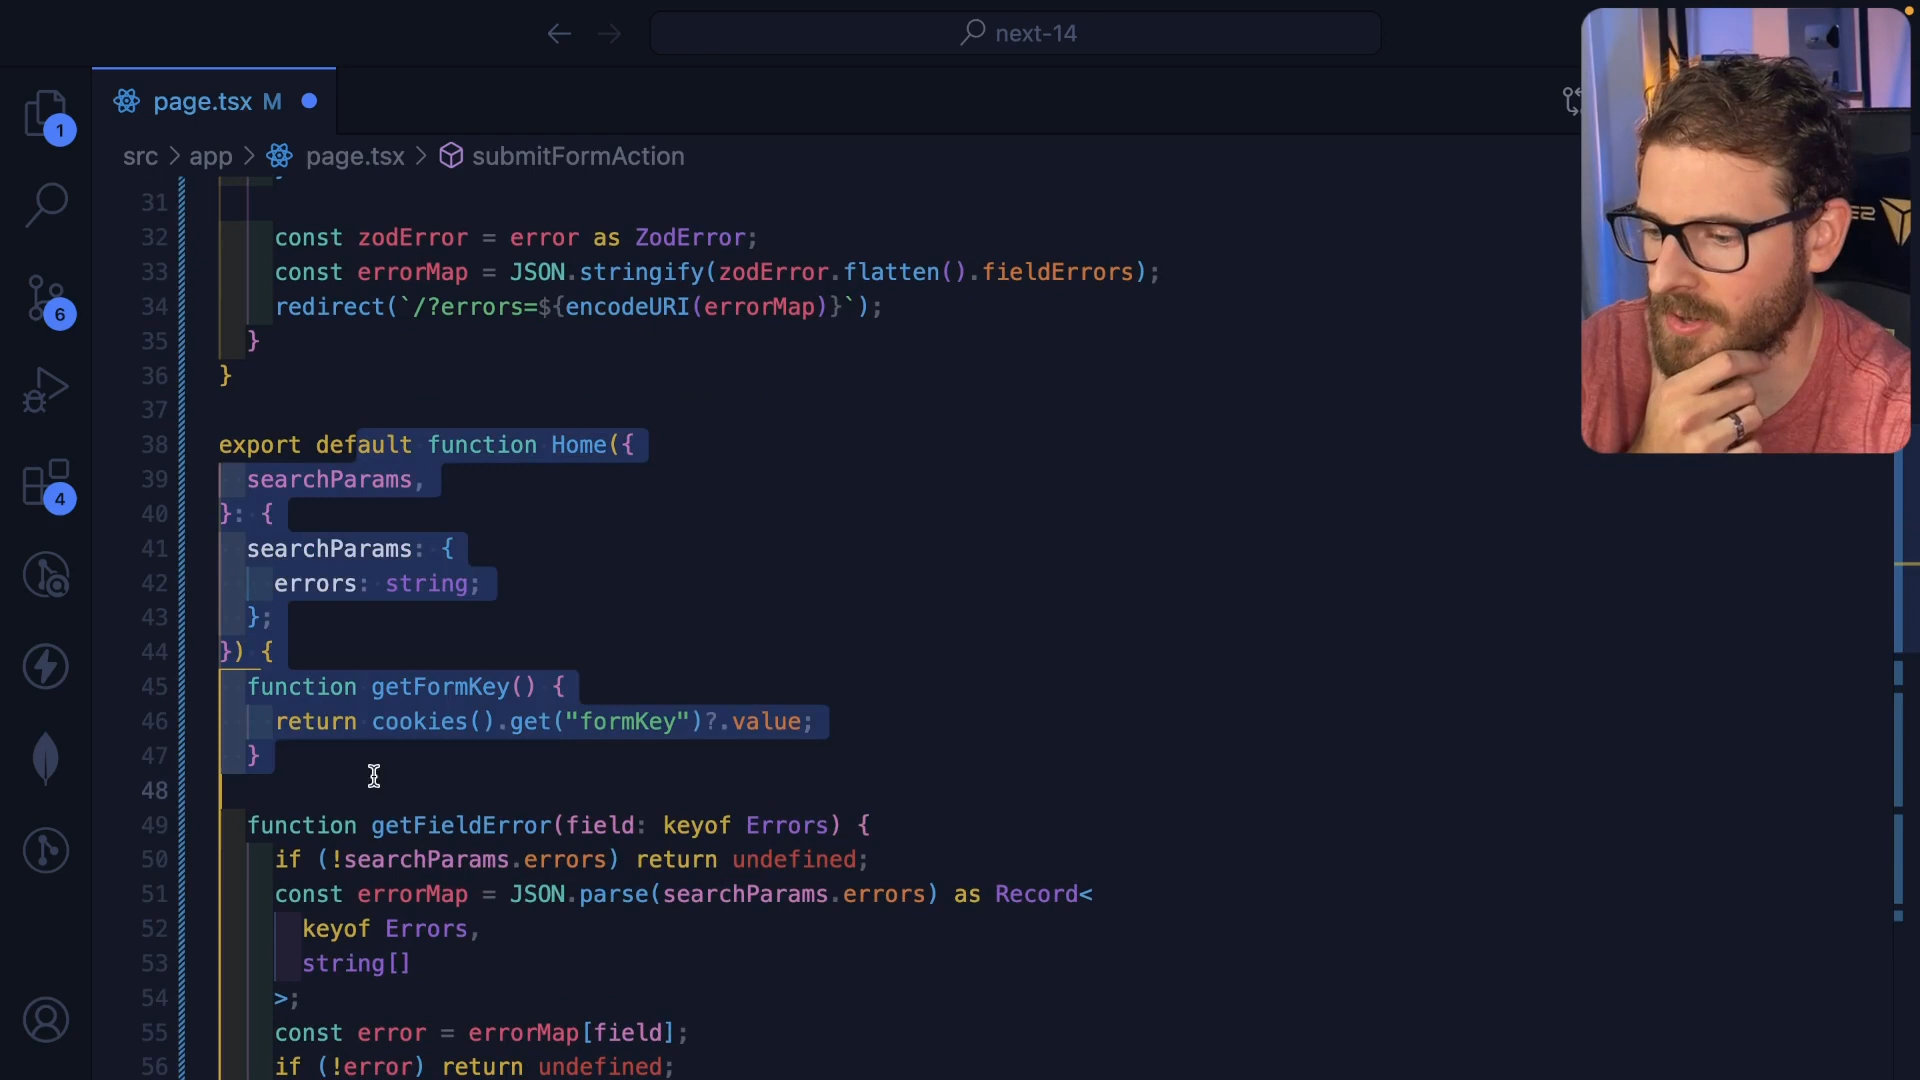 next-14
page.tsx M
src > app > page.tsx > submitFormAction
1
6
4
31
32 const zodError = error as ZodError;
33 const errorMap = JSON.stringify(zodError.flatten().fieldErrors);
34 redirect(`/?errors=${encodeURI(errorMap)}`);
35 }
36 }
37
38 export default function Home({
39 searchParams,
40 }: {
41 searchParams: {
42 errors: string;
43 };
44 }) {
45 function getFormKey() {
46 return cookies().get("formKey")?.value;
47 }
48
49 function getFieldError(field: keyof Errors) {
50 if (!searchParams.errors) return undefined;
51 const errorMap = JSON.parse(searchParams.errors) as Record<
52 keyof Errors,
53 string[]
54 >;
55 const error = errorMap[field];
56 if (!error) return undefined;